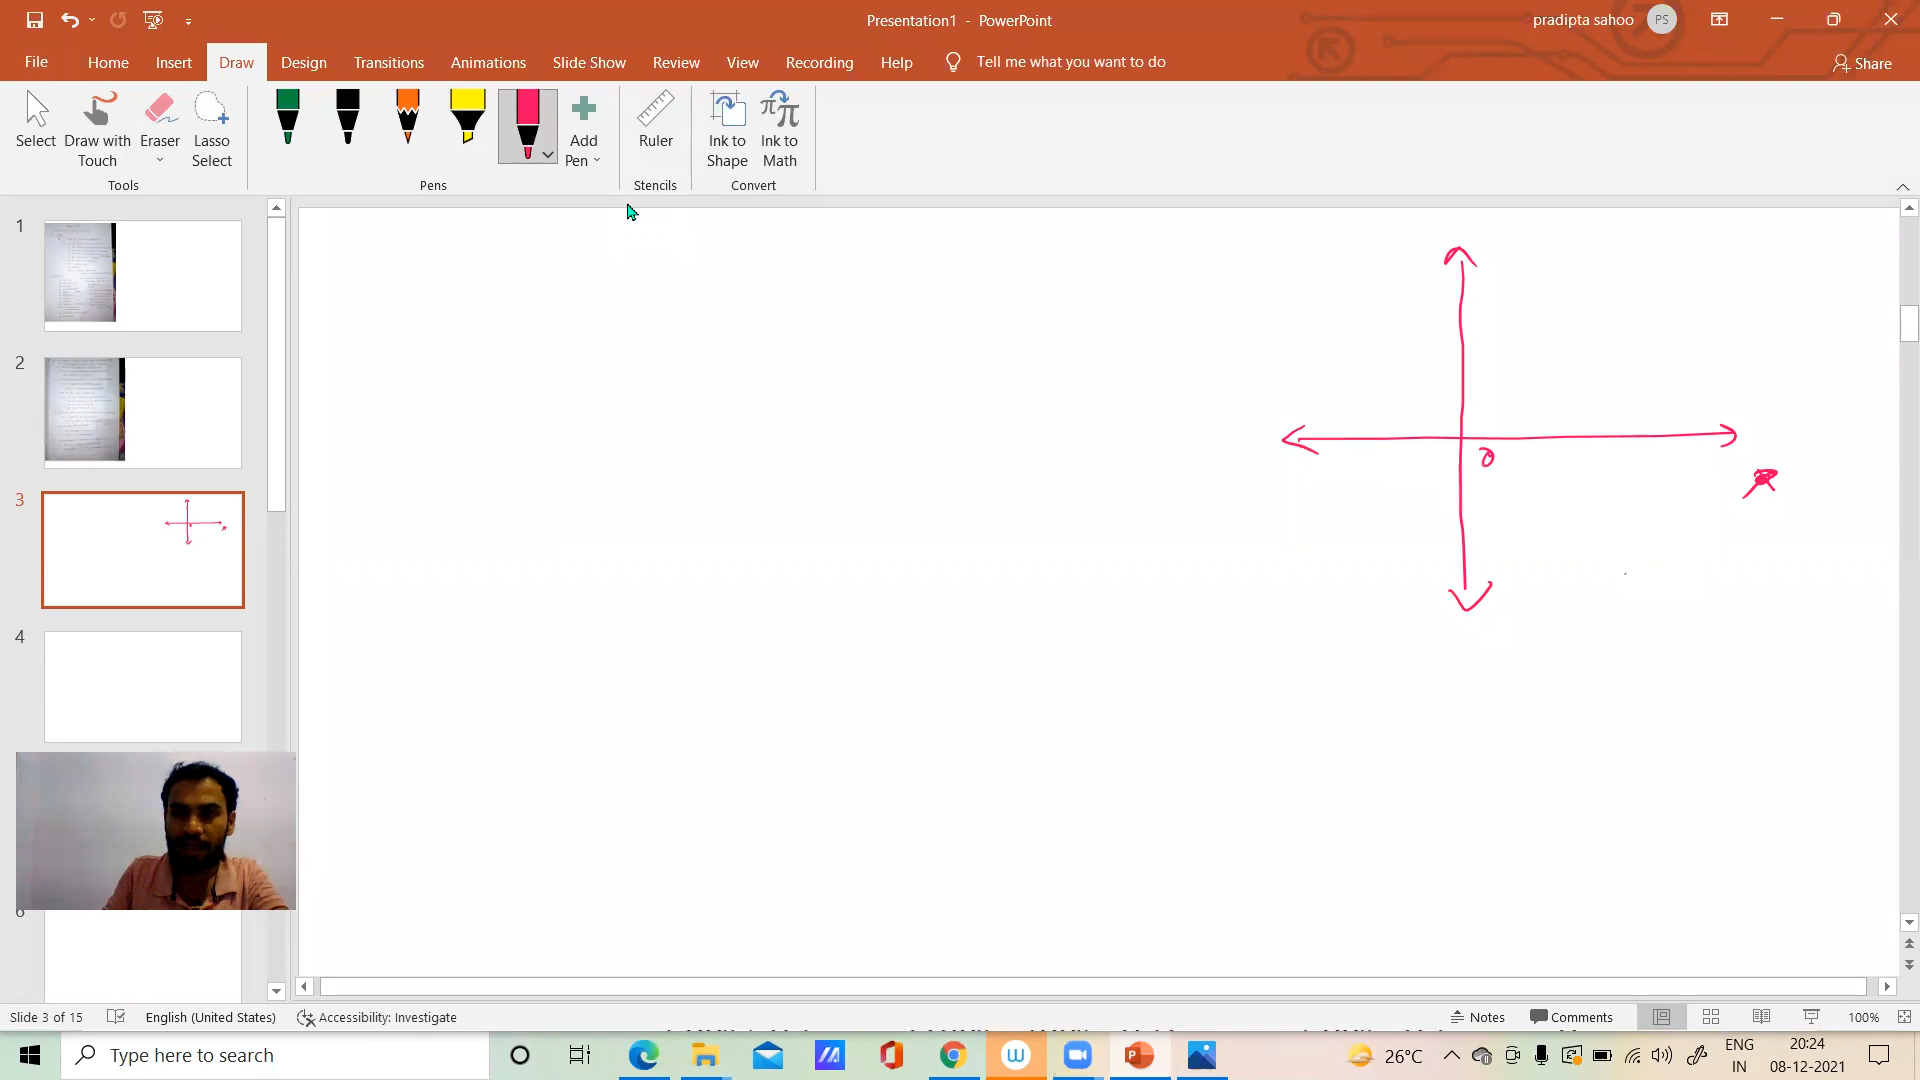 Presentation1 - PowerPoint
pradipta sahoo PS
File Home Insert Draw Design Transitions Animations Slide Show Review View Recording Help Tell me what you want to do Share
Select
Draw with Touch
Eraser
Lasso Select
Add Pen
Ruler
Ink to Shape
Ink to Math
Tools Pens Stencils Convert
1
2
3
4
6
0
Slide 3 of 15 English (United States) Accessibility: Investigate Notes Comments 100%
Type here to search
26°C
ENG IN
20:24
08-12-2021